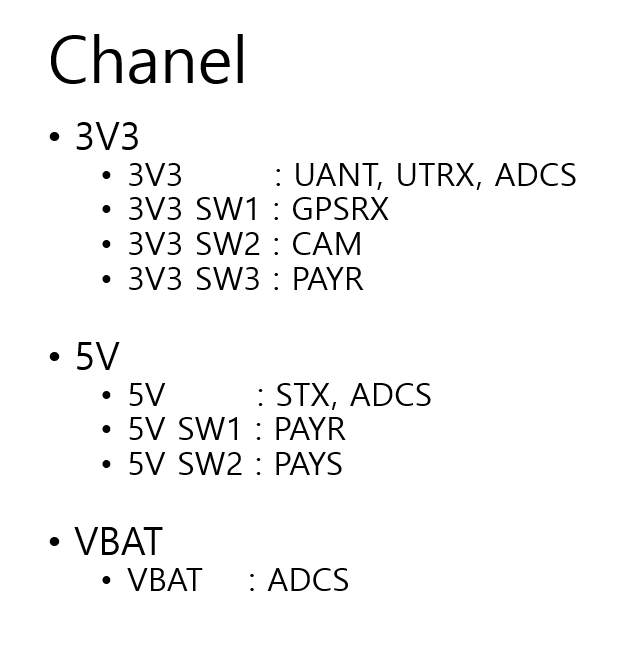 Chanel
• 3V3
• 3V3 : UANT, UTRX, ADCS
• 3V3 SW1 : GPSRX
• 3V3 SW2 : CAM
• 3V3 SW3 : PAYR
• 5V
• 5V : STX, ADCS
• 5V SW1 : PAYR
• 5V SW2 : PAYS
• VBAT
• VBAT : ADCS